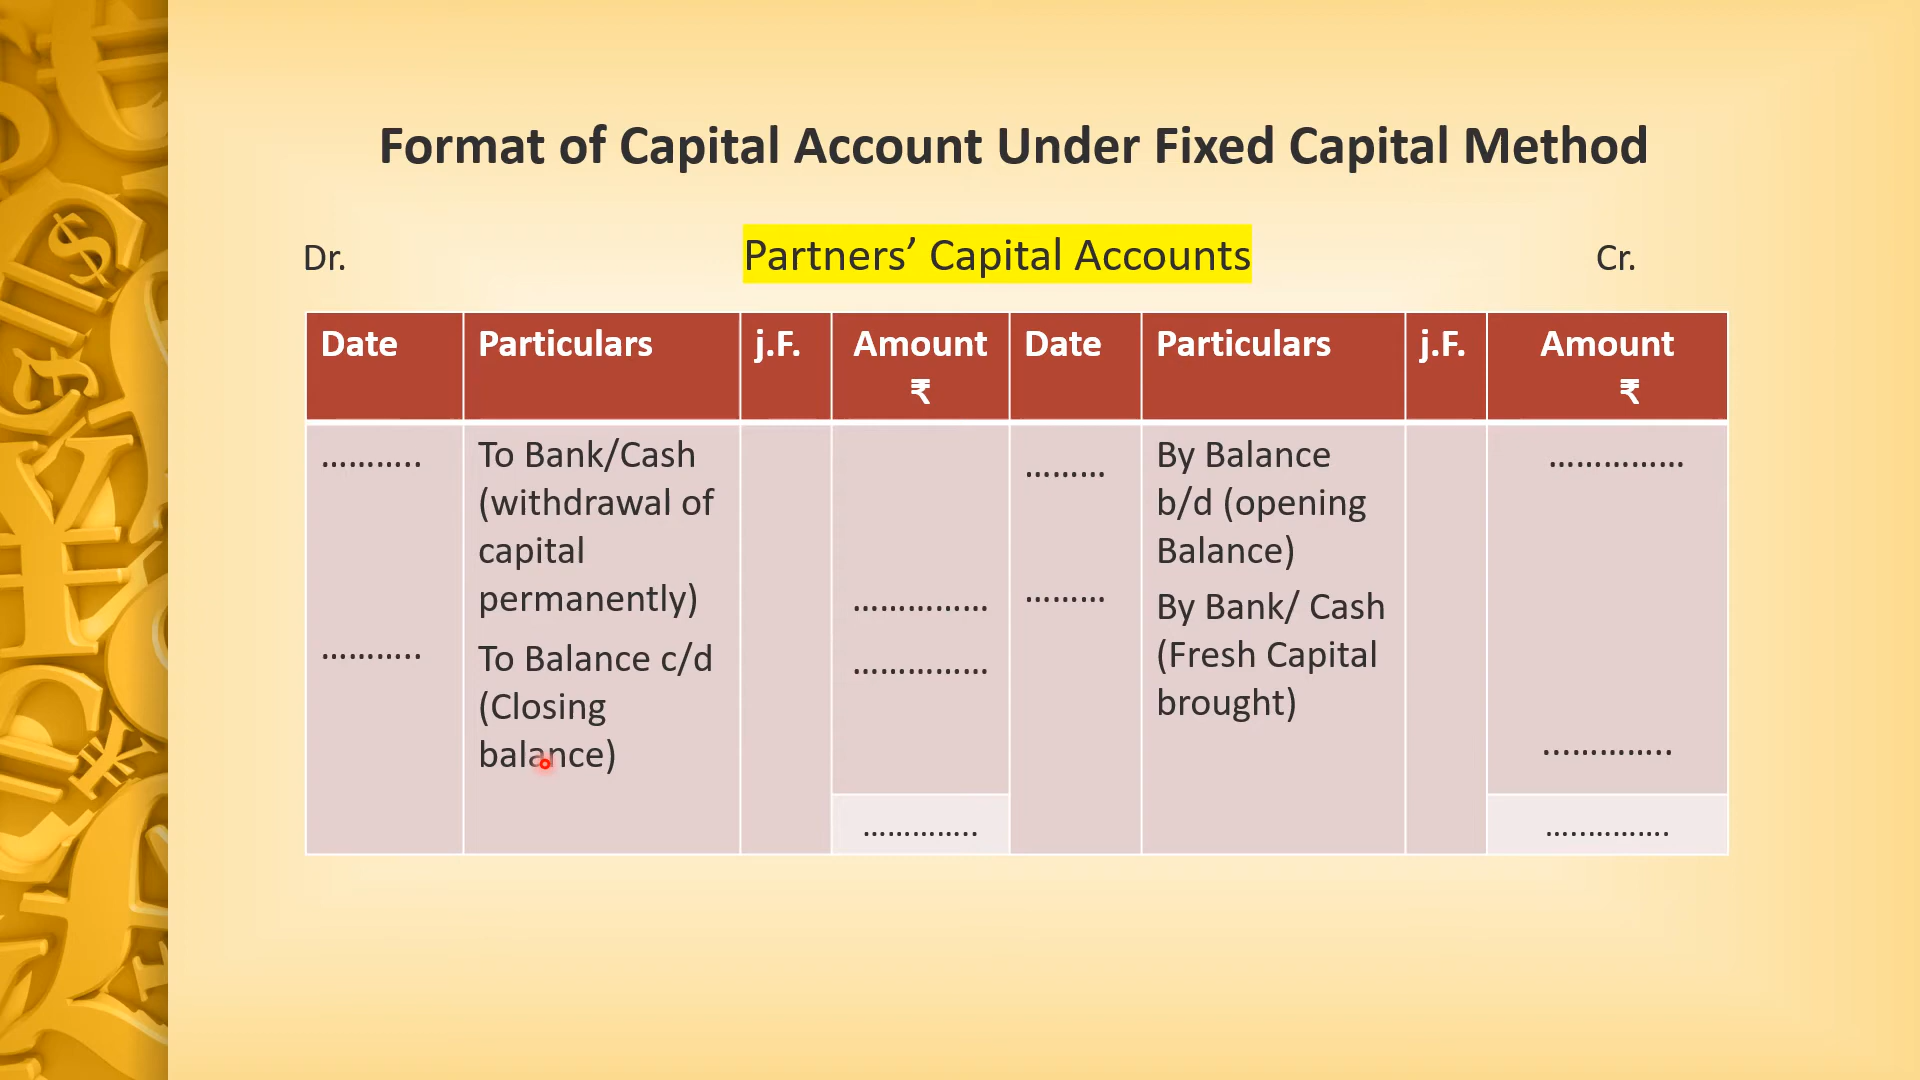 Format of Capital Account Under Fixed Capital Method
Dr.
Partners’ Capital Accounts
Cr.
Date
Particulars
j.F.
Amount
₹
Date
Particulars
j.F.
Amount
₹
...........
To Bank/Cash
(withdrawal of
capital
permanently)
...............
...........
To Balance c/d
(Closing
balance)
...............
.............
.........
By Balance
b/d (opening
Balance)
...............
.........
By Bank/ Cash
(Fresh Capital
brought)
..............
..............